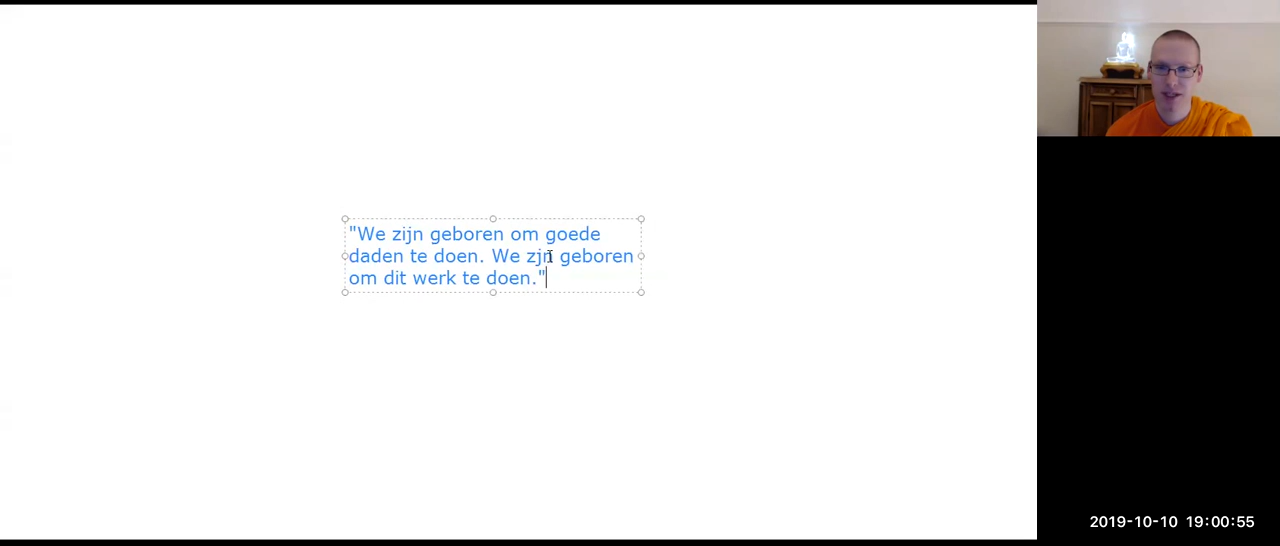 "We zijn geboren om goede
daden te doen. We zjn geboren
om dit werk te doen."
2019-10-10 19:00:55